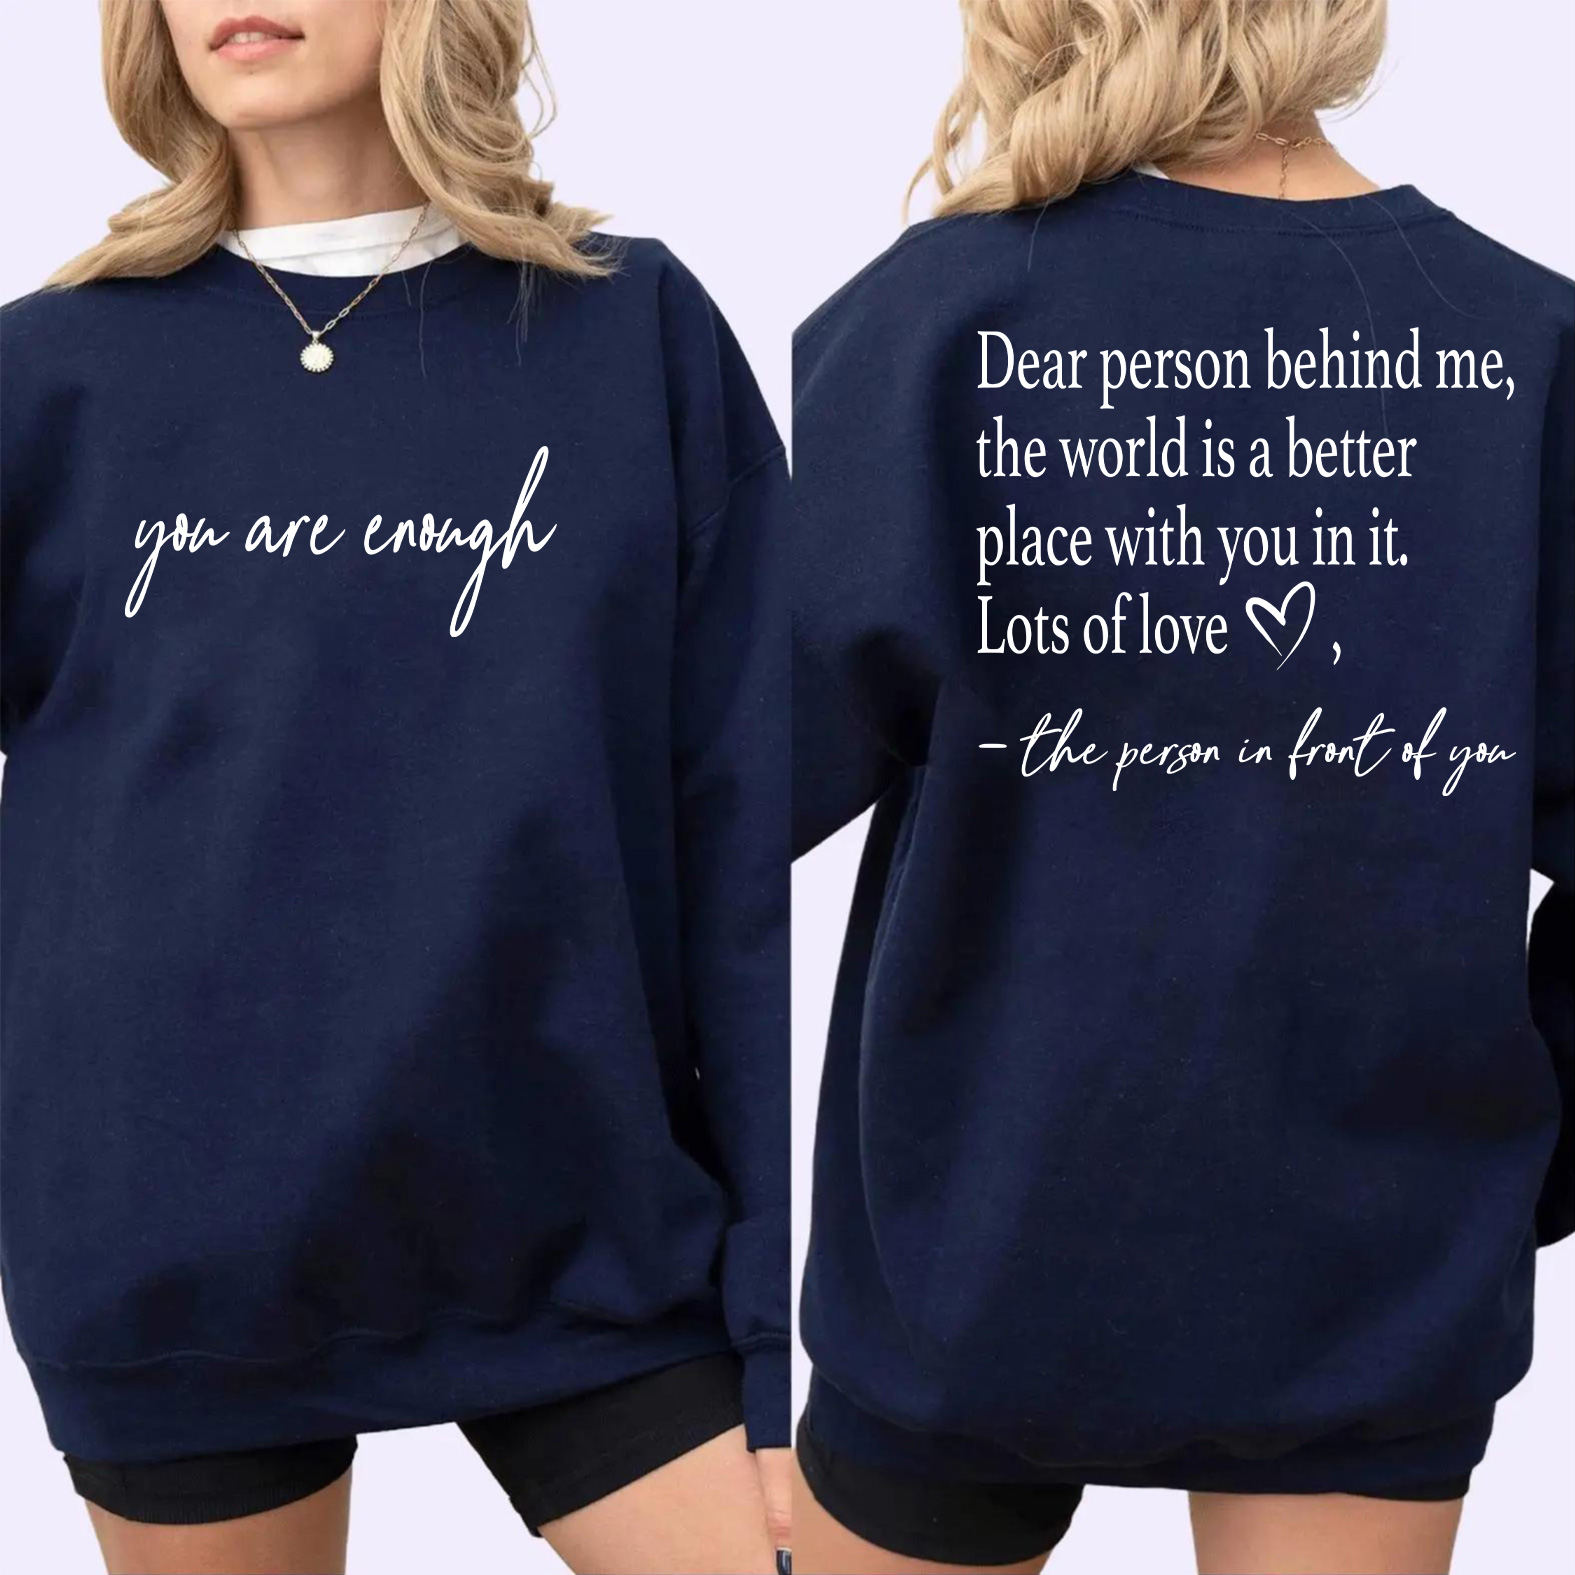 you are enough
Dear person behind me,
the world is a better
place with you in it.
Lots of love ♡ ,
– the person in front of you